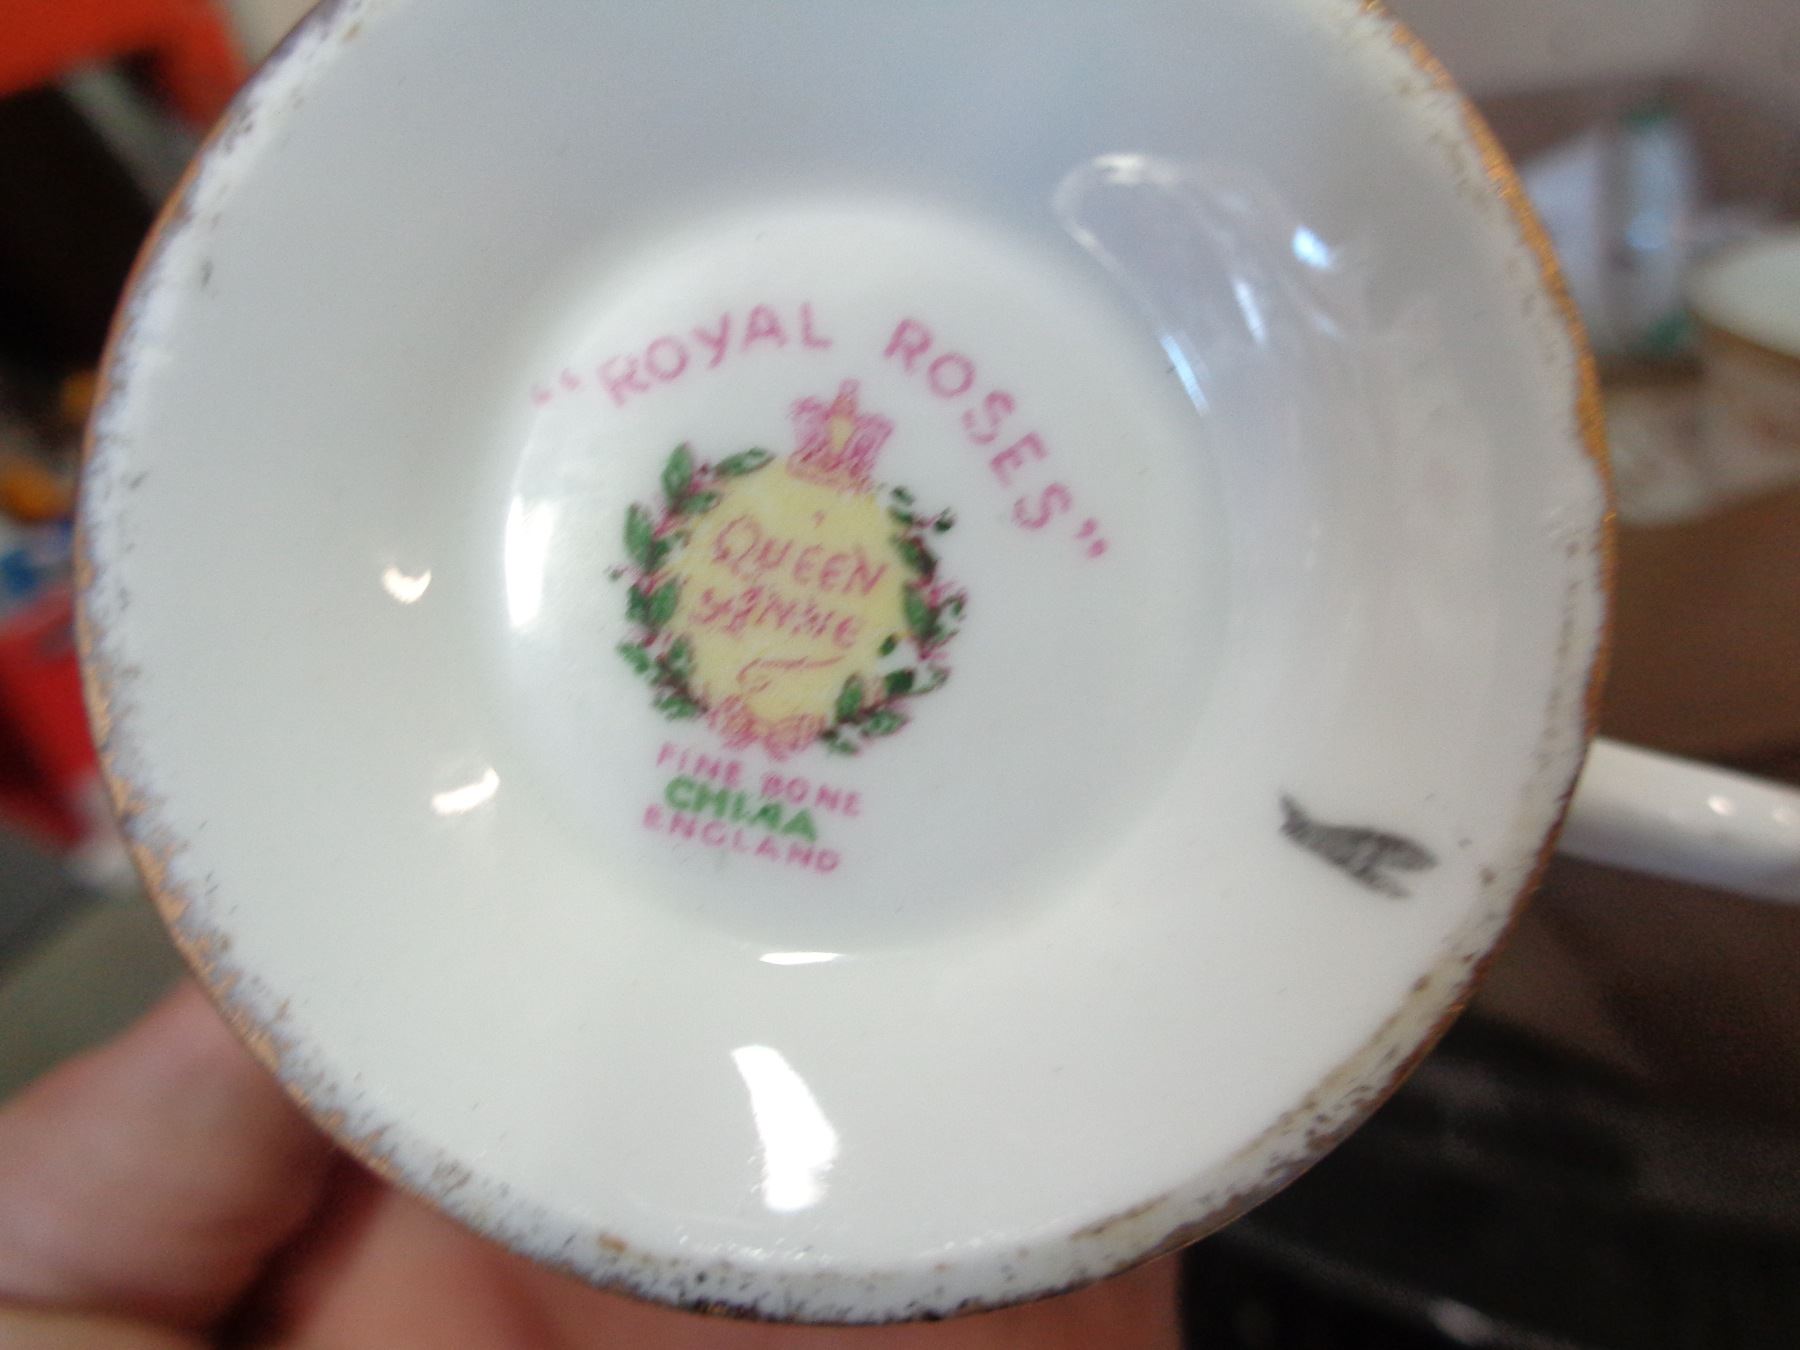 "ROYAL ROSES"
QUEEN
ANNE
FINE BONE
CHINA
ENGLAND